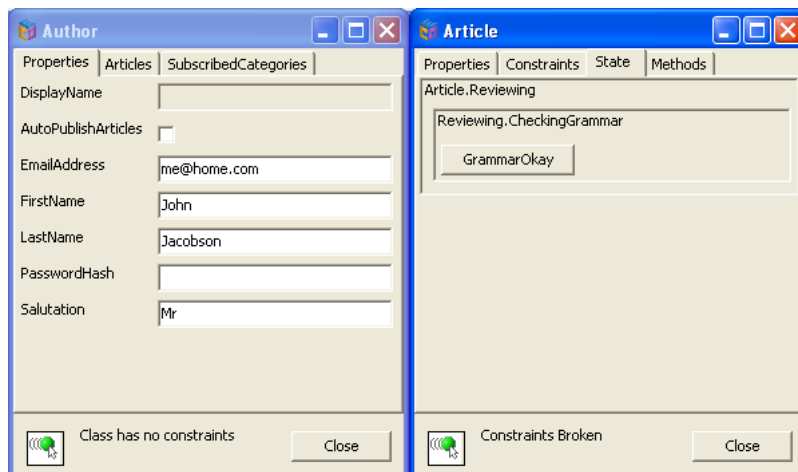 Author
Properties Articles SubscribedCategories
DisplayName
AutoPublishArticles
EmailAddress me@home.com
FirstName John
LastName Jacobson
PasswordHash
Salutation Mr
Class has no constraints Close
Article
Properties Constraints State Methods
Article.Reviewing
Reviewing.CheckingGrammar
GrammarOkay
Constraints Broken Close